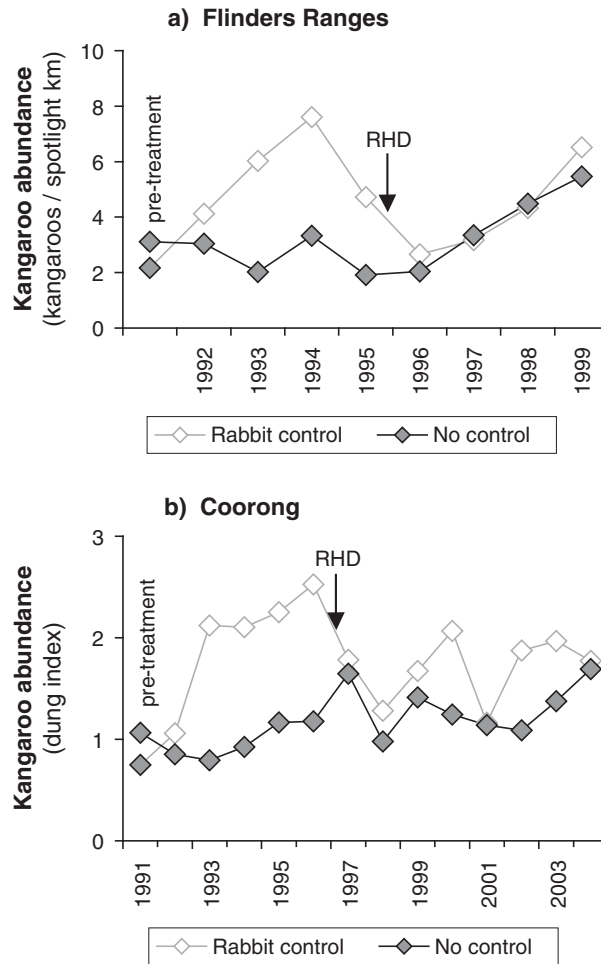 a) Flinders Ranges
Kangaroo abundance
(kangaroos / spotlight km)
10
8
6
4
2
0
pre-treatment
RHD
1992
1993
1994
1995
1996
1997
1998
1999
Rabbit control
No control
b) Coorong
Kangaroo abundance
(dung index)
3
2
1
0
pre-treatment
RHD
1991
1993
1995
1997
1999
2001
2003
Rabbit control
No control